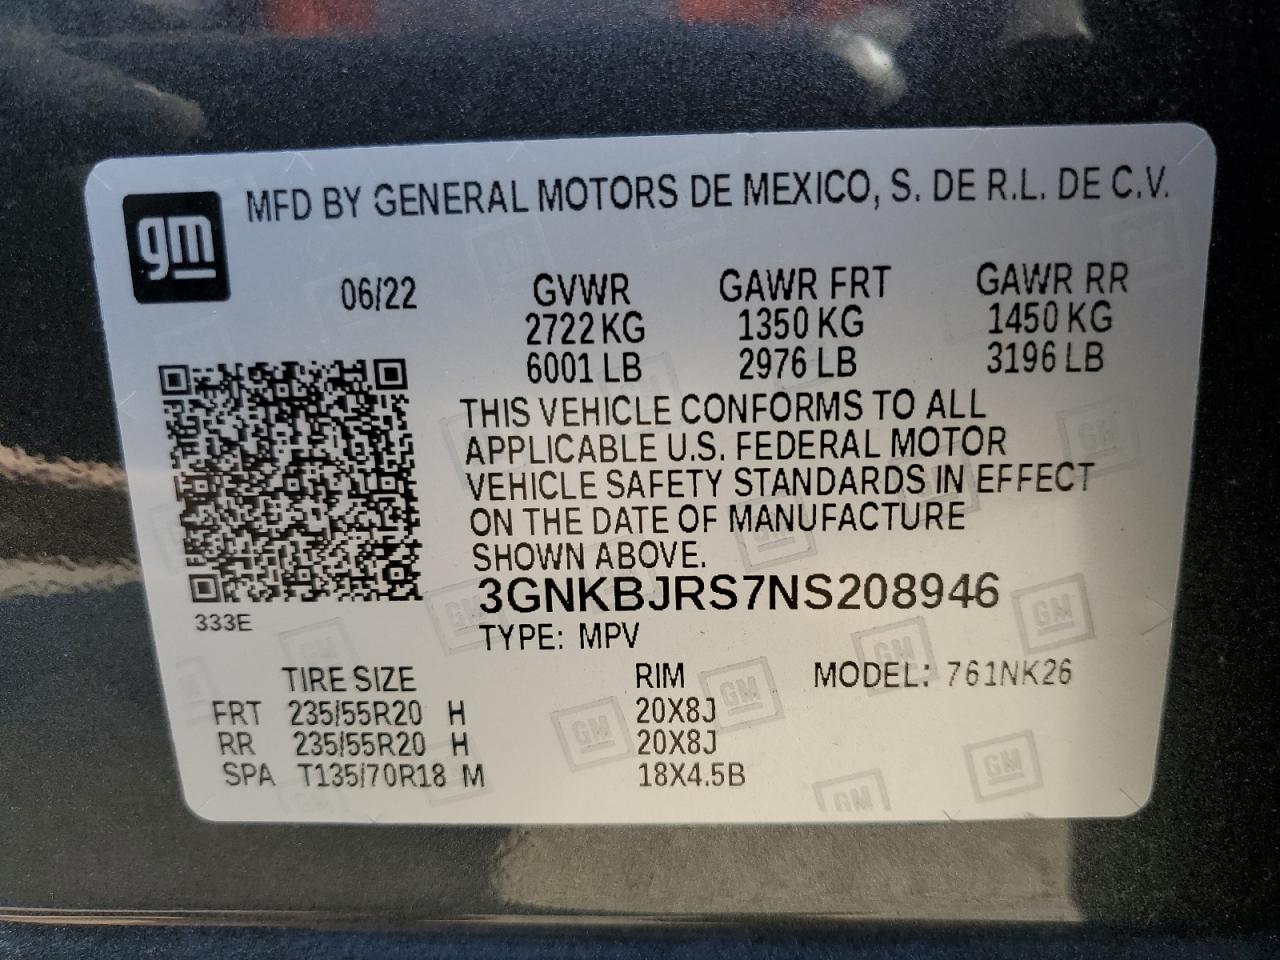 gm
MFD BY GENERAL MOTORS DE MEXICO, S. DE R.L. DE C.V.
06/22 GVWR GAWR FRT GAWR RR
2722 KG 1350 KG 1450 KG
6001 LB 2976 LB 3196 LB
THIS VEHICLE CONFORMS TO ALL
APPLICABLE U.S. FEDERAL MOTOR
VEHICLE SAFETY STANDARDS IN EFFECT
ON THE DATE OF MANUFACTURE
SHOWN ABOVE.
3GNKBJRS7NS208946
333E
TYPE: MPV
TIRE SIZE RIM MODEL: 761NK26
FRT 235/55R20 H 20X8J
RR 235/55R20 H 20X8J
SPA T135/70R18 M 18X4.5B